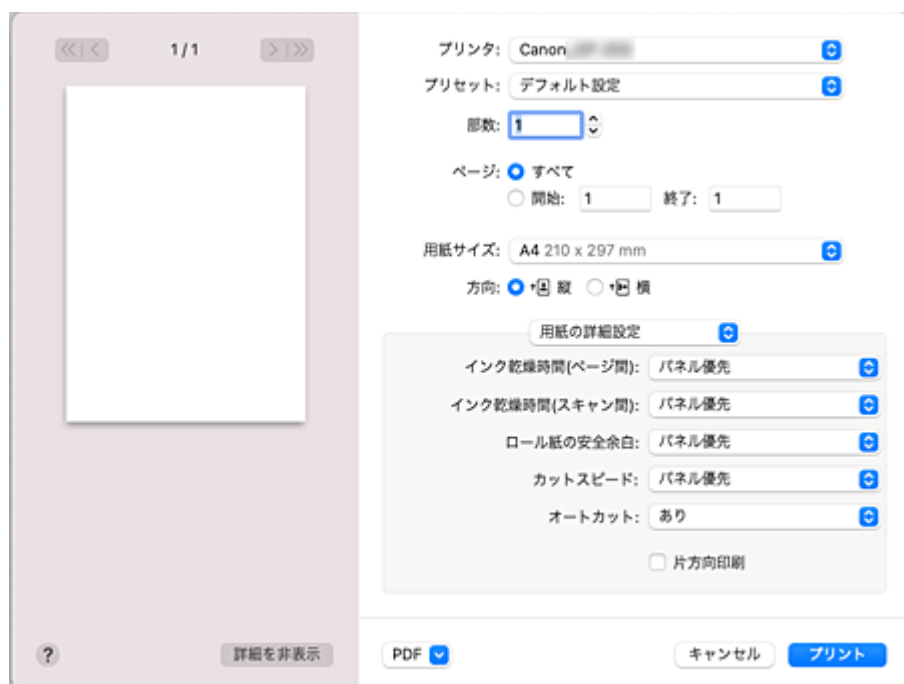 1/1
プリンタ: Canon
プリセット: デフォルト設定
部数: 1
ページ: すべて
開始: 1 終了: 1
用紙サイズ: A4 210 x 297 mm
方向: 縦 横
用紙の詳細設定
インク乾燥時間(ページ間): パネル優先
インク乾燥時間(スキャン間): パネル優先
ロール紙の安全余白: パネル優先
カットスピード: パネル優先
オートカット: あり
片方向印刷
? 詳細を非表示 PDF キャンセル プリント